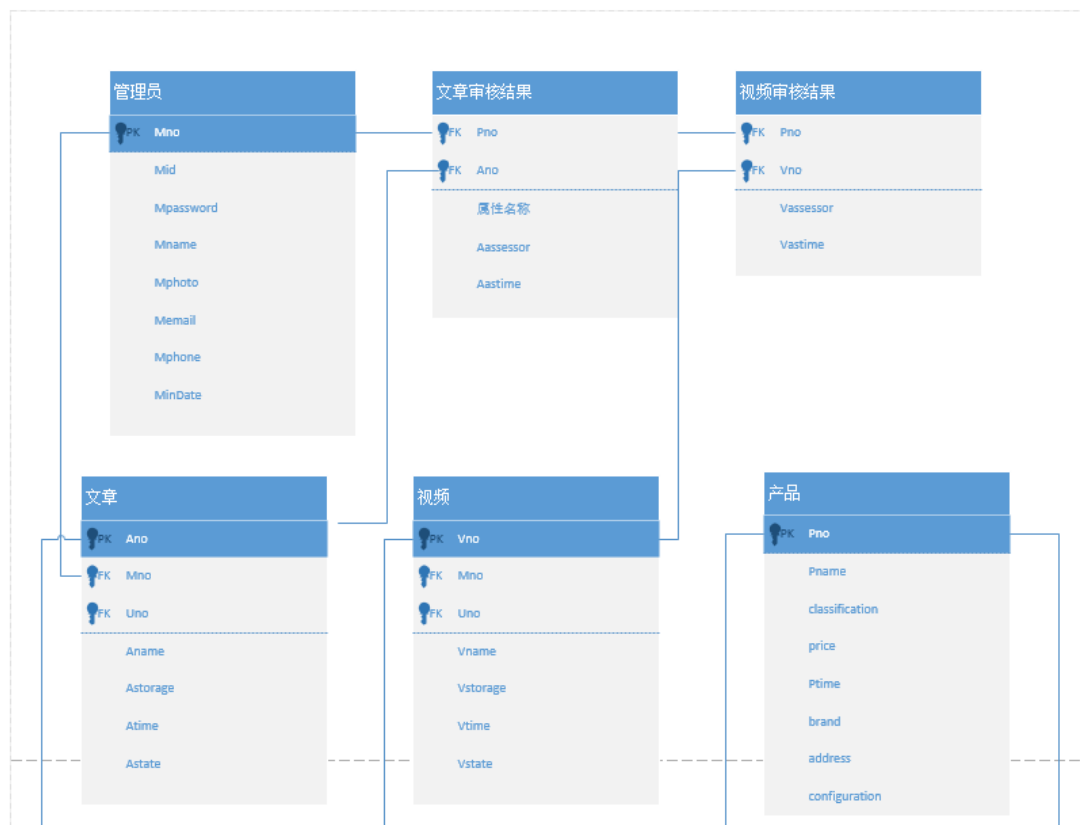 管理员
PK Mno
Mid
Mpassword
Mname
Mphoto
Memail
Mphone
MinDate
文章审核结果
FK Pno
FK Ano
属性名称
Aassessor
Aastime
视频审核结果
FK Pno
FK Vno
Vassessor
Vastime
文章
PK Ano
FK Mno
FK Uno
Aname
Astorage
Atime
Astate
视频
PK Vno
FK Mno
FK Uno
Vname
Vstorage
Vtime
Vstate
产品
PK Pno
Pname
classification
price
Ptime
brand
address
configuration